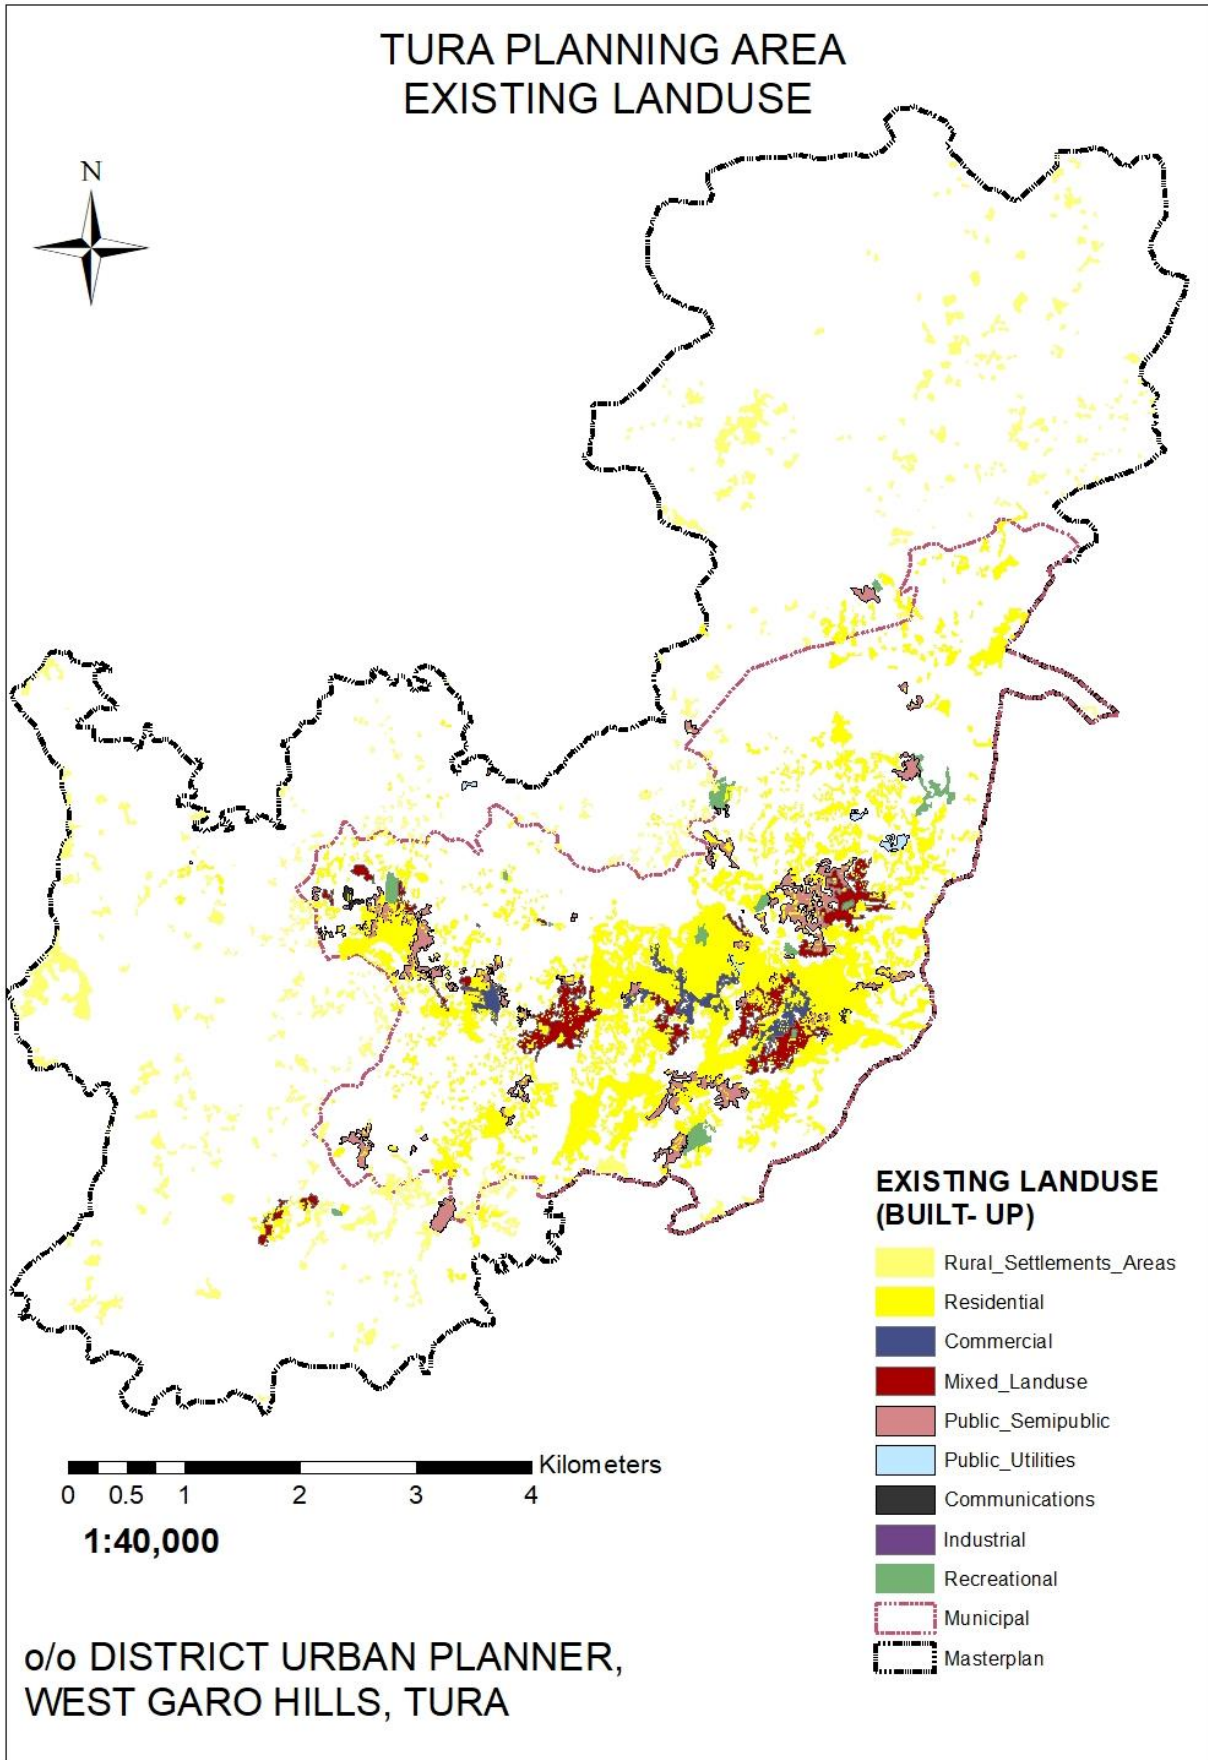 TURA PLANNING AREA
EXISTING LANDUSE
N
EXISTING LANDUSE
(BUILT- UP)
Rural_Settlements_Areas
Residential
Commercial
Mixed_Landuse
Public_Semipublic
Public_Utilities
Communications
Industrial
Recreational
Municipal
Masterplan
Kilometers
0 0.5 1 2 3 4
1:40,000
o/o DISTRICT URBAN PLANNER,
WEST GARO HILLS, TURA